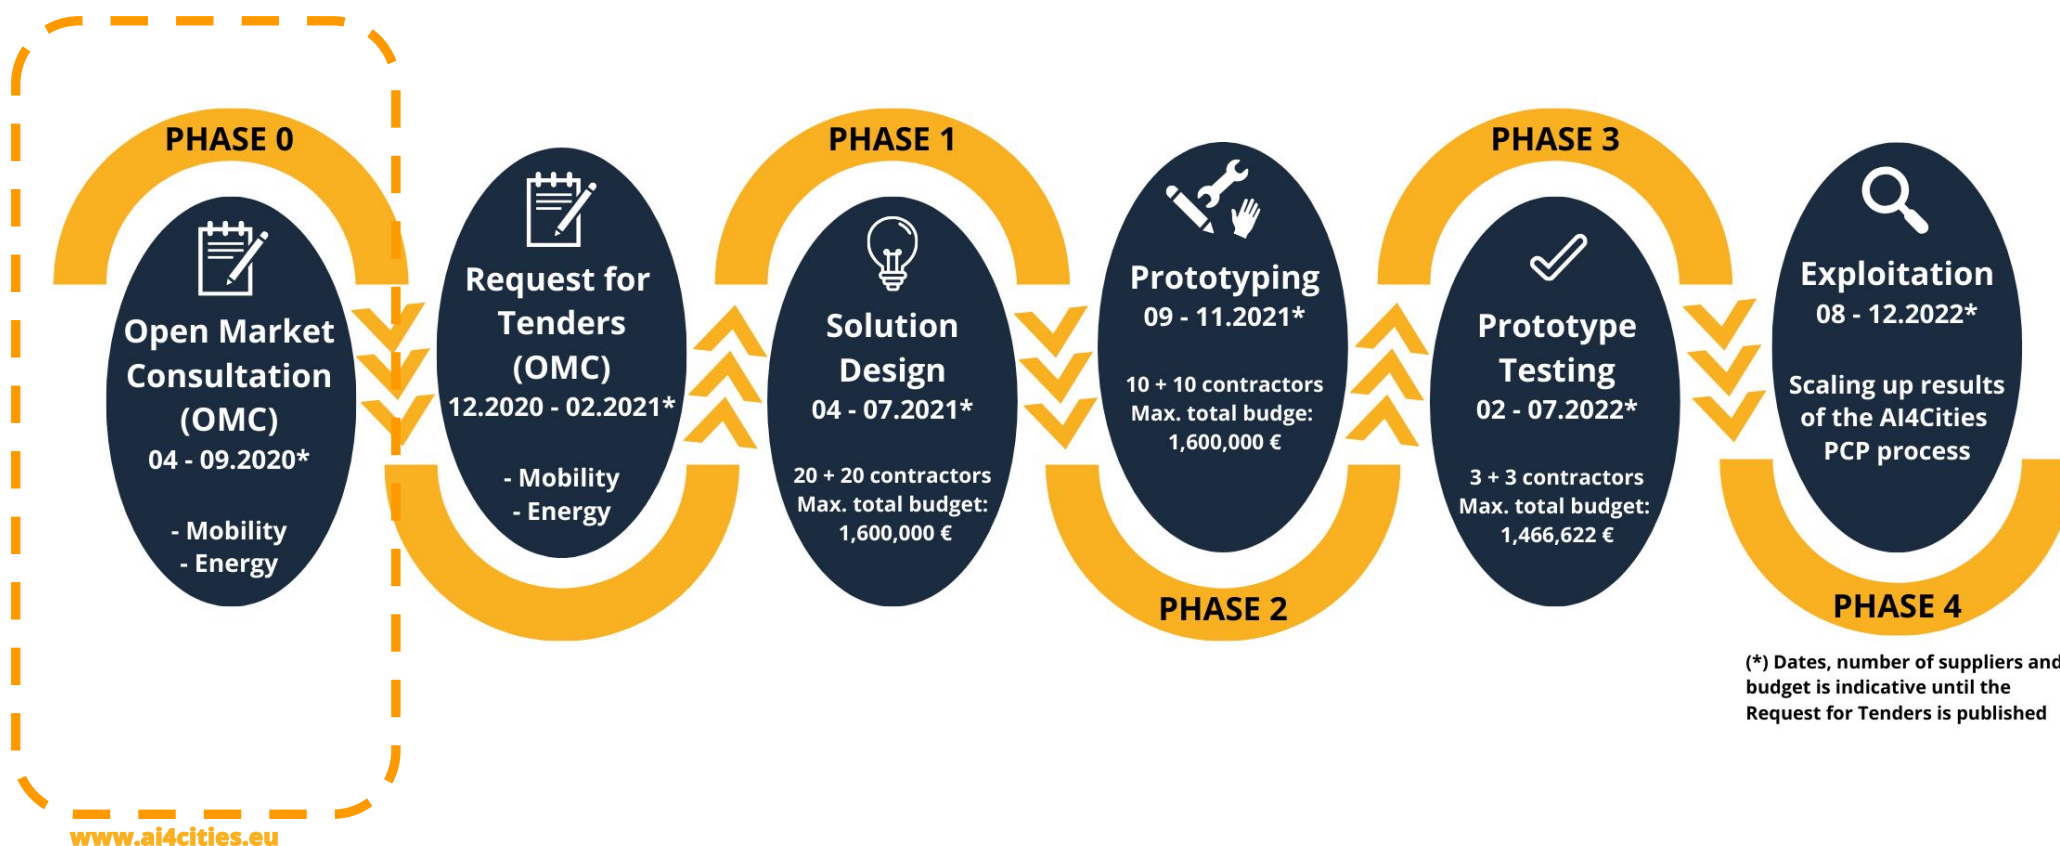 PHASE 0
Open Market
Consultation
(OMC)
04 - 09.2020*
- Mobility
- Energy
Request for
Tenders
(OMC)
12.2020 - 02.2021*
- Mobility
- Energy
PHASE 1
Solution
Design
04 - 07.2021*
20 + 20 contractors
Max. total budget:
1,600,000 €
Prototyping
09 - 11.2021*
10 + 10 contractors
Max. total budge:
1,600,000 €
PHASE 2
PHASE 3
Prototype
Testing
02 - 07.2022*
3 + 3 contractors
Max. total budget:
1,466,622 €
Exploitation
08 - 12.2022*
Scaling up results
of the AI4Cities
PCP process
PHASE 4
(*) Dates, number of suppliers and
budget is indicative until the
Request for Tenders is published
www.ai4cities.eu